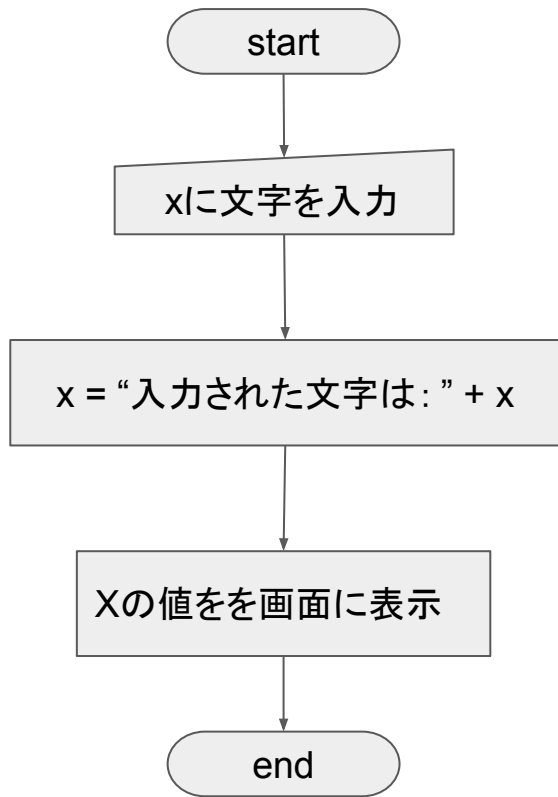 start
xに文字を入力
x = “入力された文字は：” + x
Xの値をを画面に表示
end